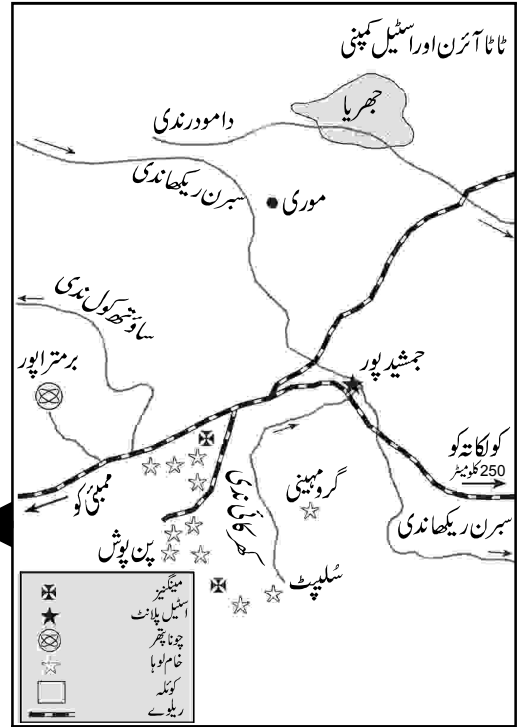 ٹاٹا آئرن اور اسٹیل کمپنی
جھریا
دامودر ندی
سبرن ریکھا ندی
موری
ساؤتھ کول ندی
برمترا پور
جمشید پور
کولکاتہ کو
250 کلومیٹر
گرومہینی
ممبئی کو
کھرکائی ندی
سبرن ریکھا ندی
پن پوش
سُلیپٹ
مینگنیز
اسٹیل پلانٹ
چونا پتھر
خام لوہا
کوئلہ
ریلوے